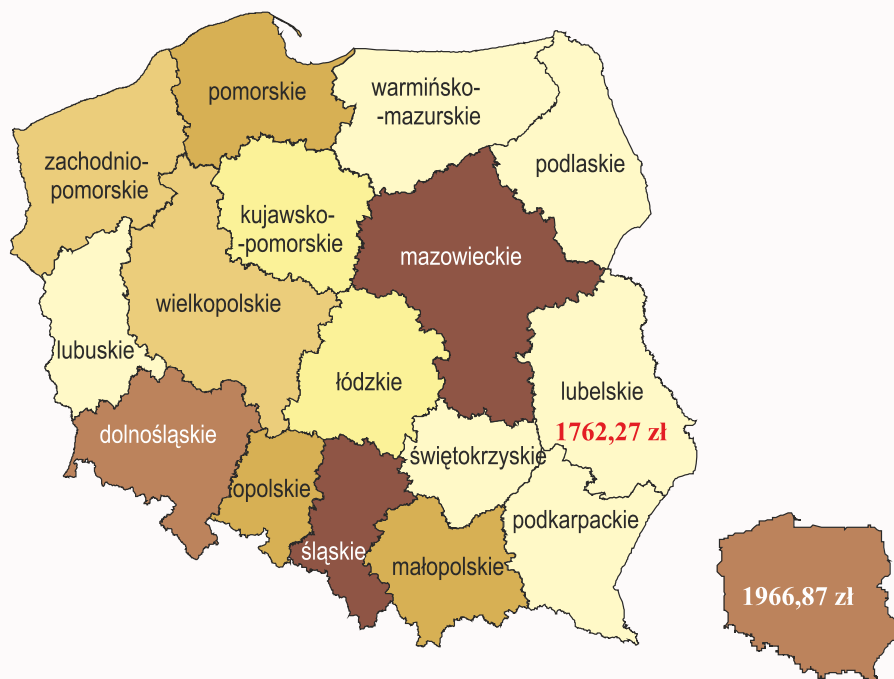 pomorskie
warmińsko-
-mazurskie
podlaskie
zachodnio-
pomorskie
kujawsko-
-pomorskie
mazowieckie
wielkopolskie
lubuskie
łódzkie
lubelskie
1762,27 zł
dolnośląskie
świętokrzyskie
opolskie
podkarpackie
śląskie
małopolskie
1966,87 zł